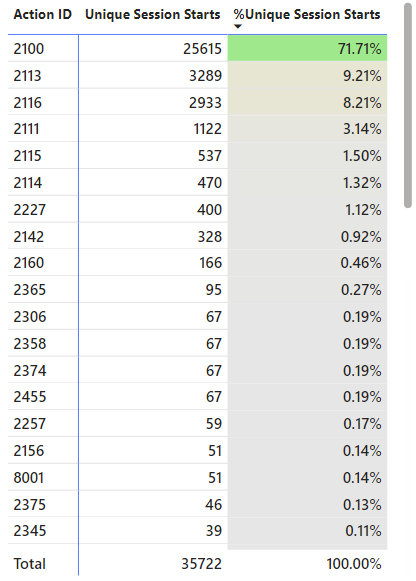 Action ID Unique Session Starts %Unique Session Starts
2100 25615 71.71%
2113 3289 9.21%
2116 2933 8.21%
2111 1122 3.14%
2115 537 1.50%
2114 470 1.32%
2227 400 1.12%
2142 328 0.92%
2160 166 0.46%
2365 95 0.27%
2306 67 0.19%
2358 67 0.19%
2374 67 0.19%
2455 67 0.19%
2257 59 0.17%
2156 51 0.14%
8001 51 0.14%
2375 46 0.13%
2345 39 0.11%
Total 35722 100.00%